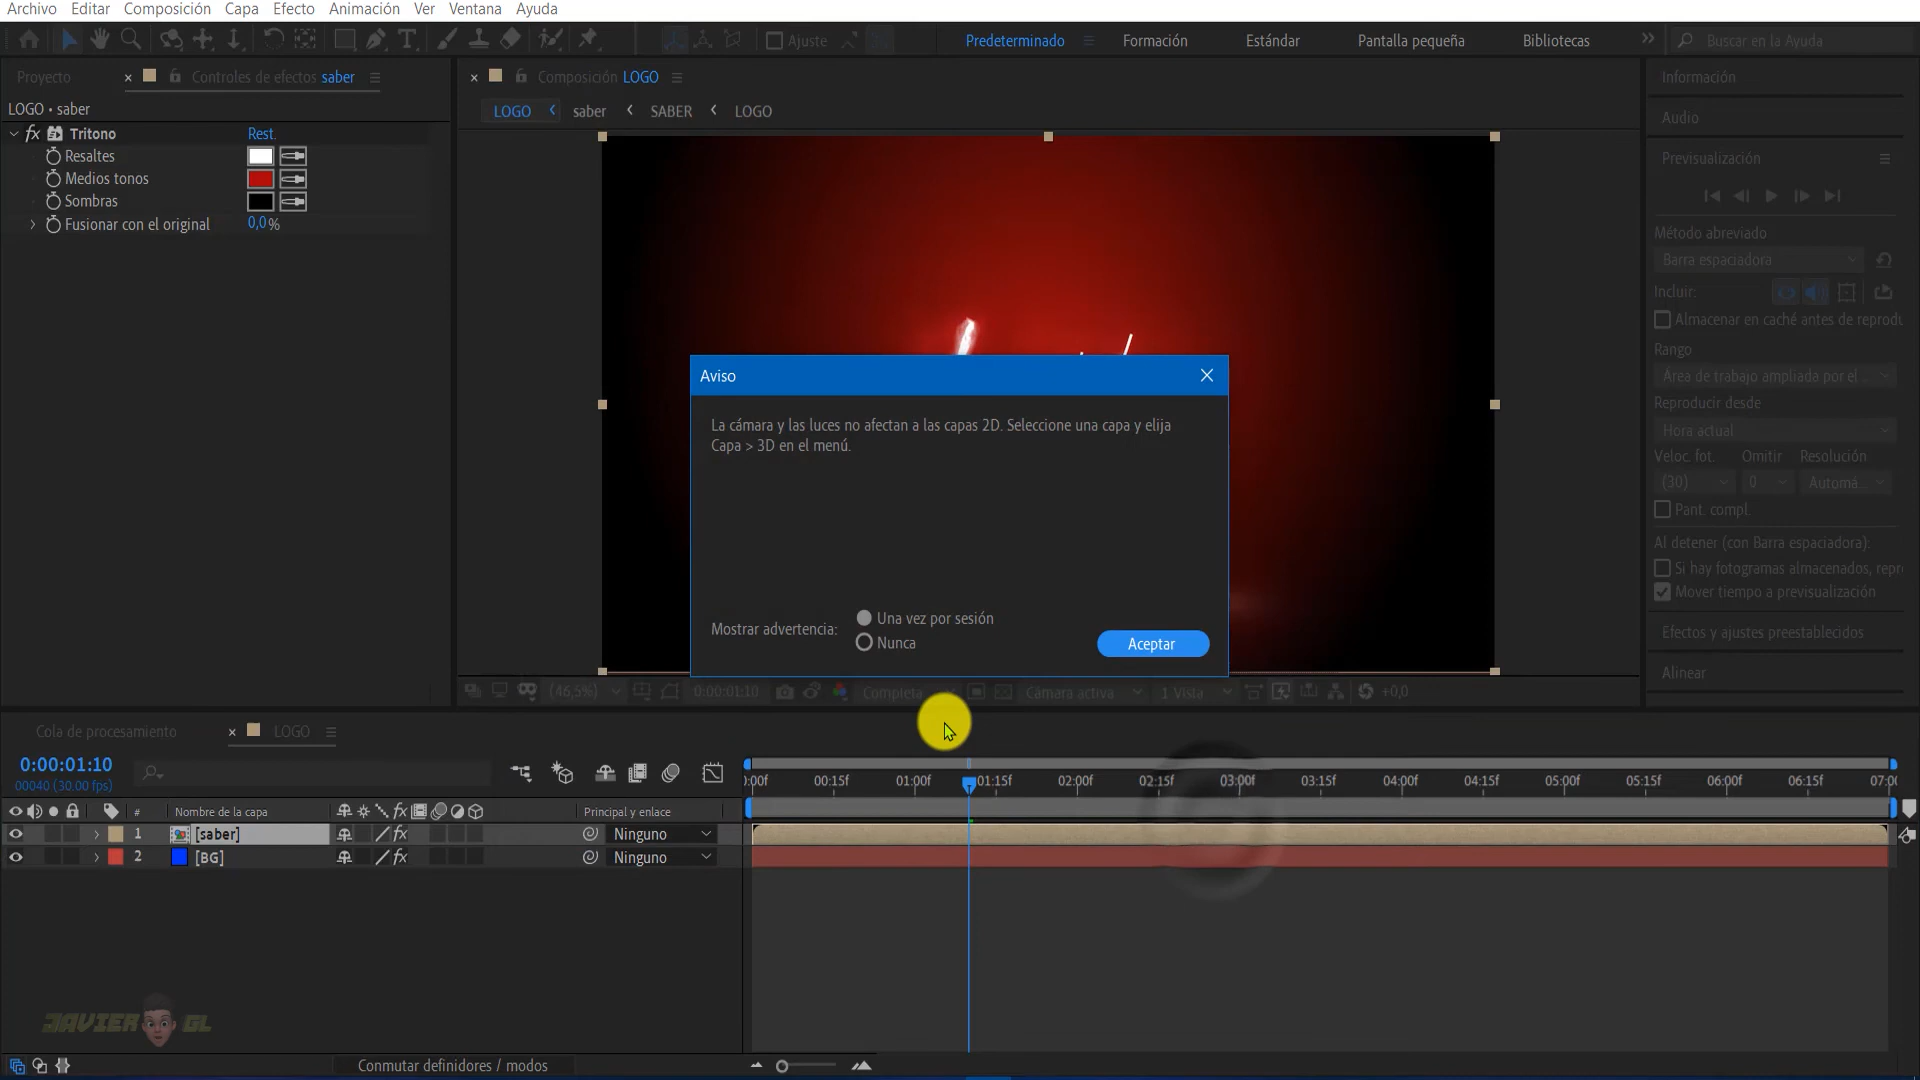 Archivo Editar Composición Capa Efecto Animación Ver Ventana Ayuda
Ajuste Predeterminado Formación Estándar Pantalla pequeña Bibliotecas Buscar en la Ayuda
Proyecto Controles de efectos saber
Composición LOGO
Información
LOGO • saber
LOGO saber SABER LOGO
Audio
fx Tritono Rest.
Resaltes
Medios tonos
Sombras
Fusionar con el original 0,0%
Previsualización
Método abreviado
Barra espaciadora
Incluir:
Almacenar en caché antes de reprodu
Rango
Área de trabajo ampliada por el ...
Reproducir desde
Hora actual
Veloc. fot. Omitir Resolución
(30) 0 Automá...
Pant. compl.
Al detener (con Barra espaciadora):
Si hay fotogramas almacenados, repr
Mover tiempo a previsualización
Efectos y ajustes preestablecidos
Alinear
Aviso
La cámara y las luces no afectan a las capas 2D. Seleccione una capa y elija
Capa > 3D en el menú.
Mostrar advertencia:
Una vez por sesión
Nunca
Aceptar
(46,5%) 0:00:01:10 Completa Cámara activa 1 Vista +0,0
Cola de procesamiento LOGO
0:00:01:10
00040 (30.00 fps)
:00f 00:15f 01:00f 01:15f 02:00f 02:15f 03:00f 03:15f 04:00f 04:15f 05:00f 05:15f 06:00f 06:15f 07:00
# Nombre de la capa fx Principal y enlace
1 [saber] fx Ninguno
2 [BG] fx Ninguno
JAVIER GL
Conmutar definidores / modos